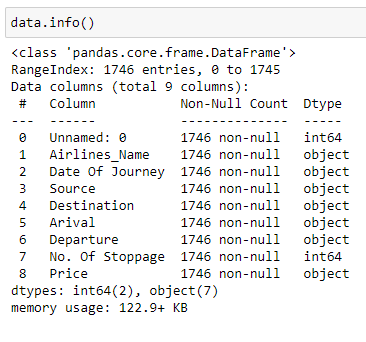 data.info()
<class 'pandas.core.frame.DataFrame'>
RangeIndex: 1746 entries, 0 to 1745
Data columns (total 9 columns):
 #   Column          Non-Null Count  Dtype
---  ------          --------------  -----
 0   Unnamed: 0      1746 non-null   int64
 1   Airlines_Name   1746 non-null   object
 2   Date Of Journey  1746 non-null   object
 3   Source          1746 non-null   object
 4   Destination     1746 non-null   object
 5   Arival          1746 non-null   object
 6   Departure       1746 non-null   object
 7   No. Of Stoppage  1746 non-null   int64
 8   Price           1746 non-null   object
dtypes: int64(2), object(7)
memory usage: 122.9+ KB